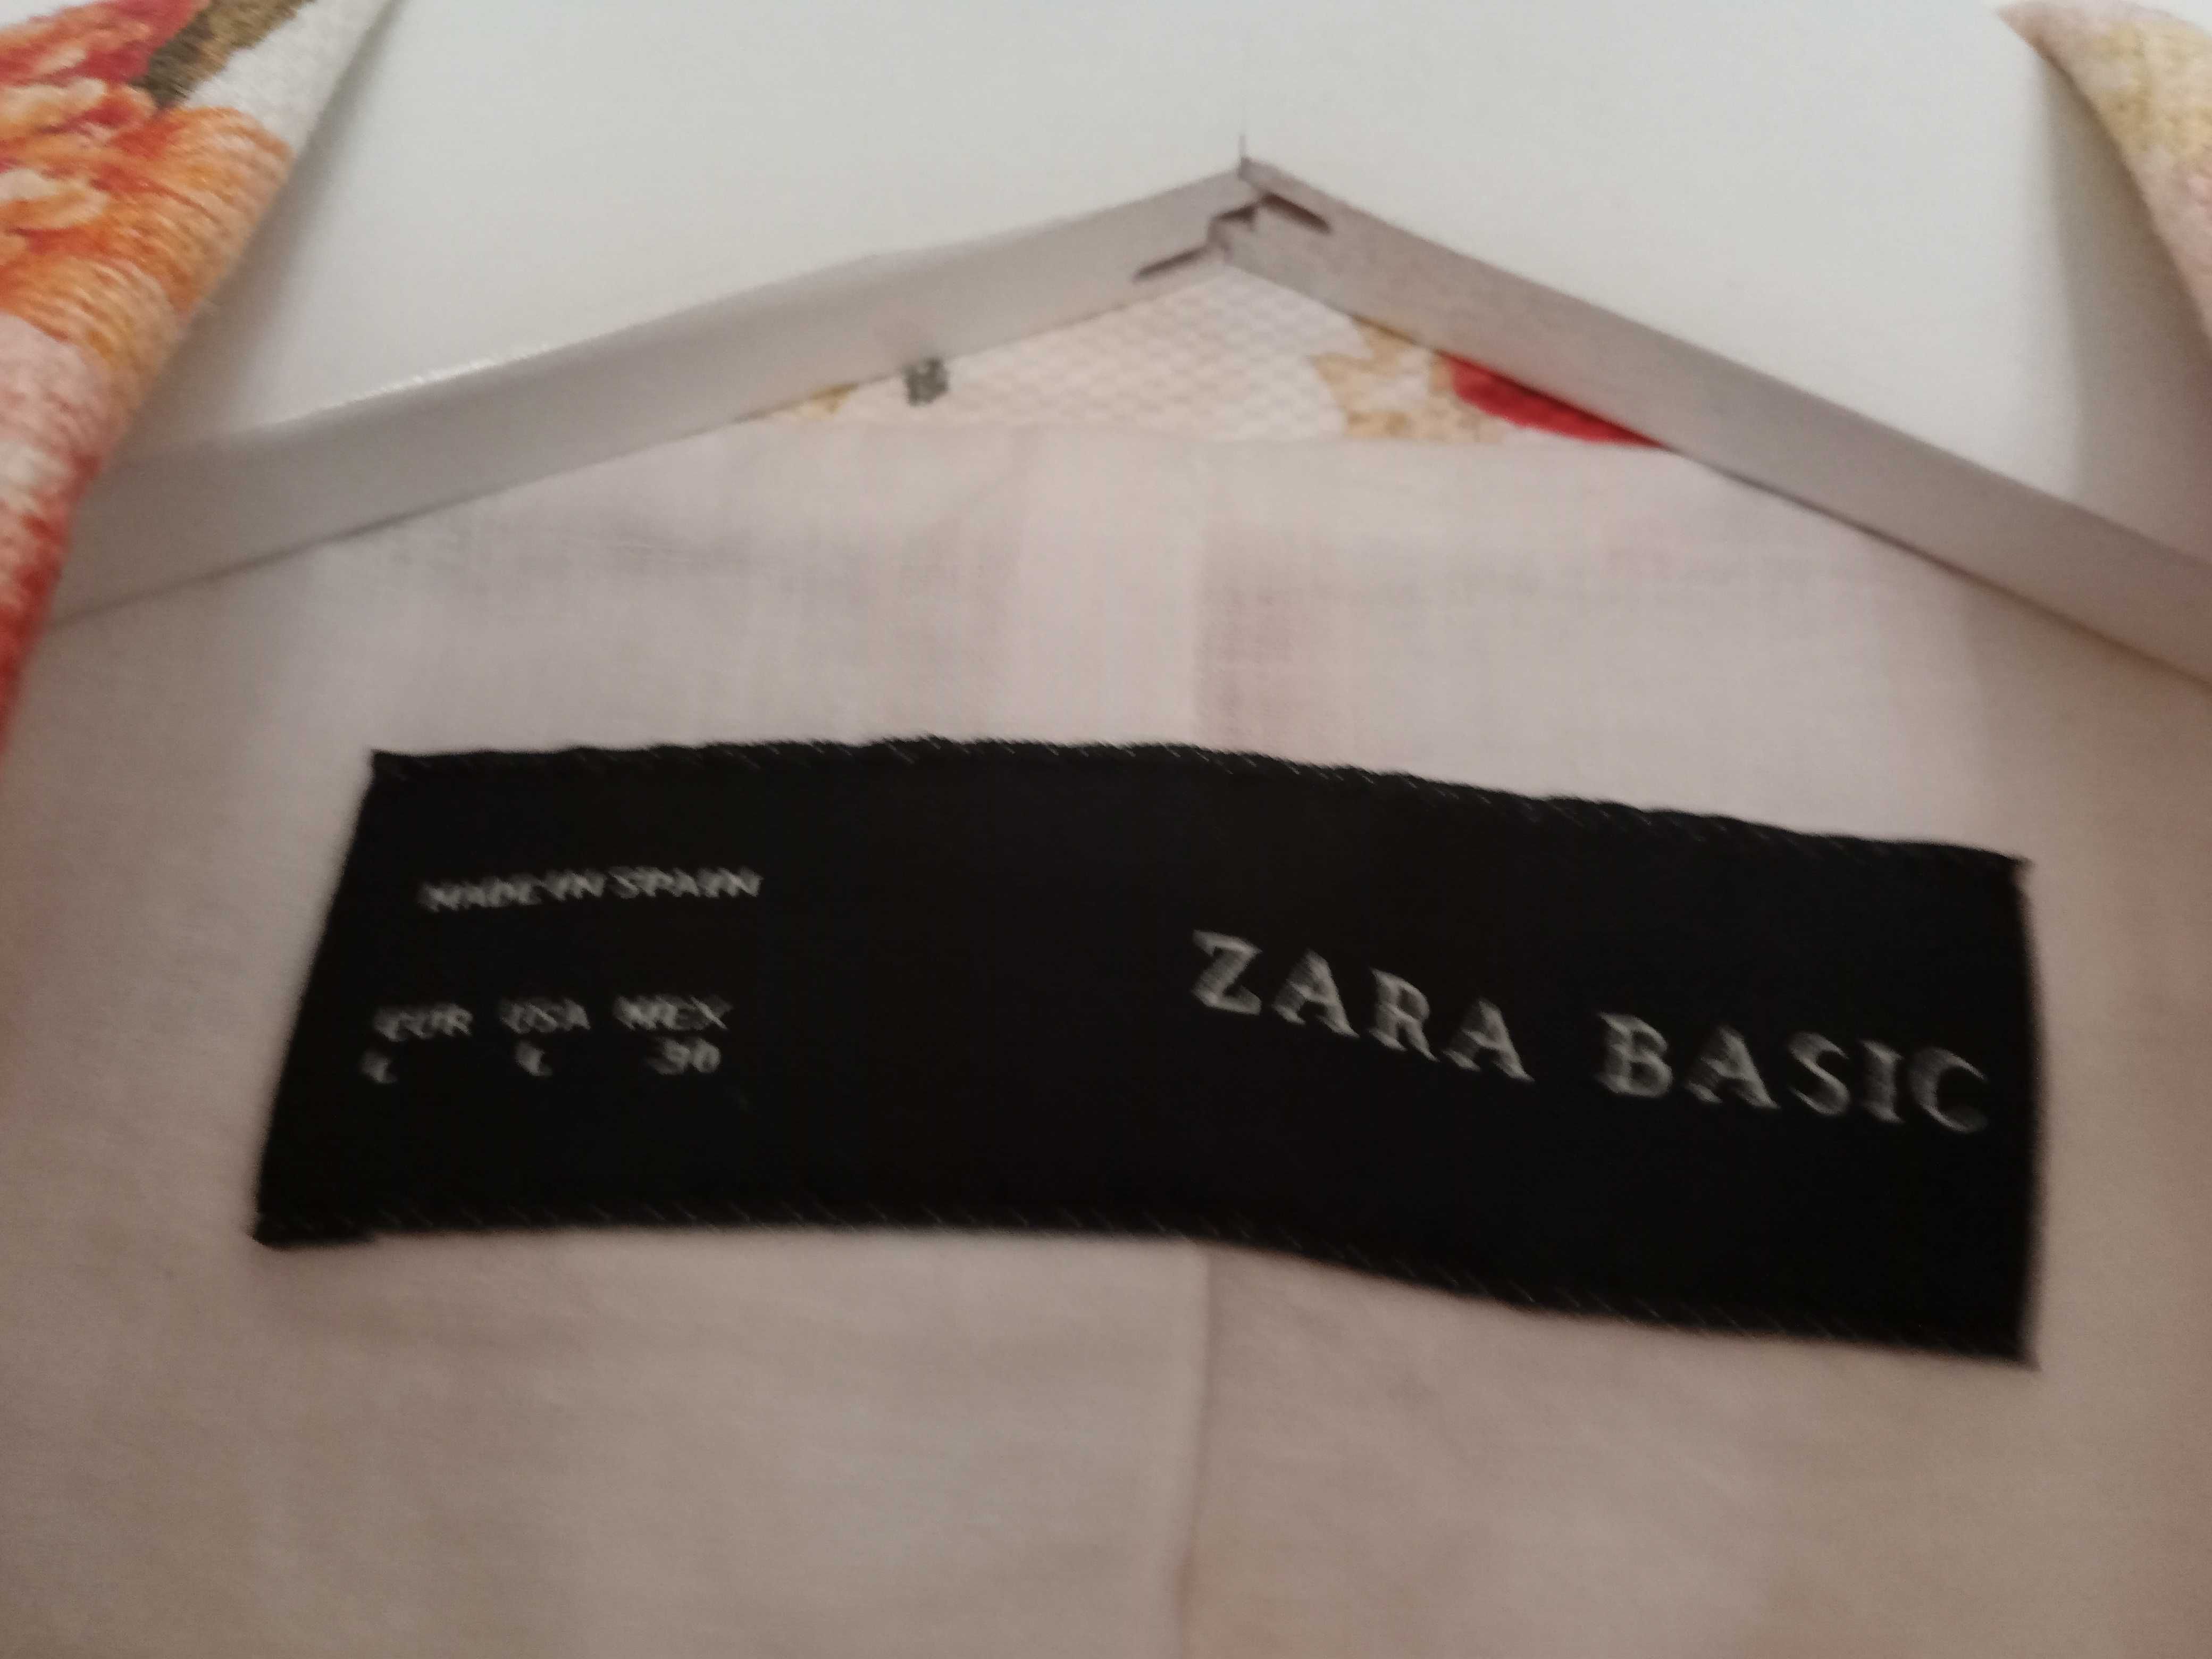 MADE IN SPAIN
EUR USA MEX
L L 30
ZARA BASIC